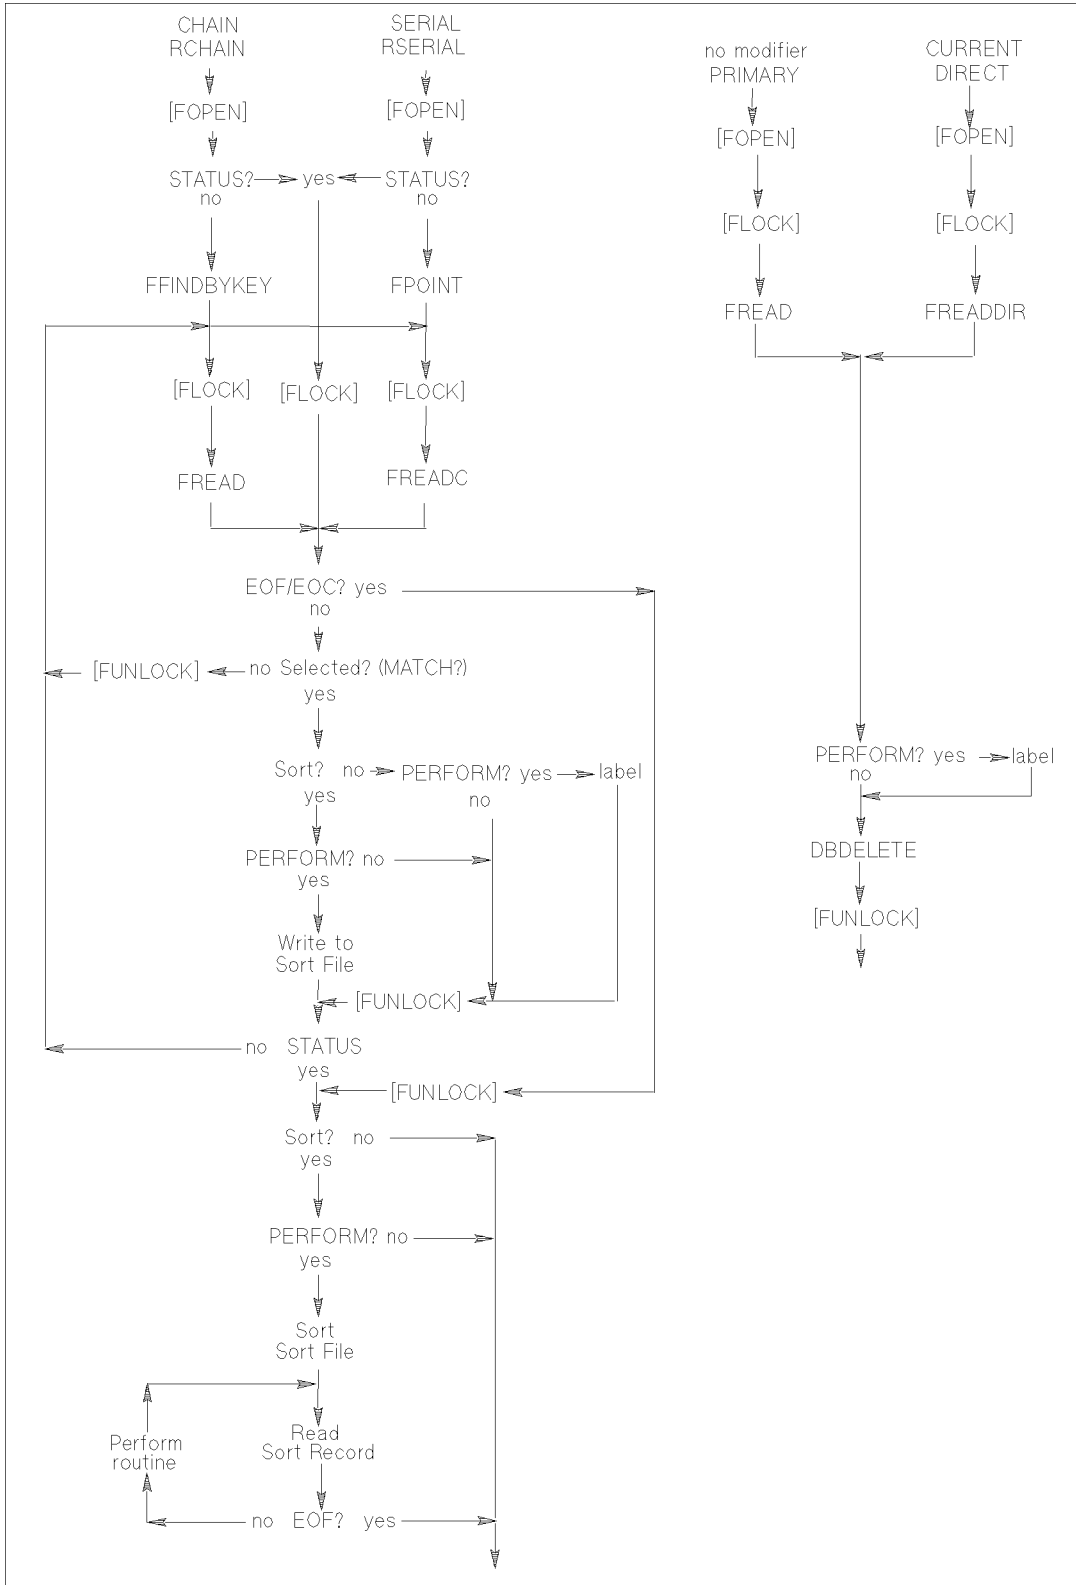 CHAIN
RCHAIN
SERIAL
RSERIAL
no modifier
PRIMARY
CURRENT
DIRECT
[FOPEN]
[FOPEN]
[FOPEN]
[FOPEN]
STATUS?
no
yes
STATUS?
no
[FLOCK]
[FLOCK]
FFINDBYKEY
FPOINT
FREAD
FREADDIR
[FLOCK]
[FLOCK]
[FLOCK]
FREAD
FREADC
EOF/EOC? yes
no
[FUNLOCK]
no Selected? (MATCH?)
yes
Sort? no
yes
PERFORM? yes
no
label
PERFORM? yes
no
label
PERFORM? no
yes
DBDELETE
[FUNLOCK]
Write to
Sort File
[FUNLOCK]
no STATUS
yes
[FUNLOCK]
Sort? no
yes
PERFORM? no
yes
Sort
Sort File
Perform
routine
Read
Sort Record
no EOF? yes